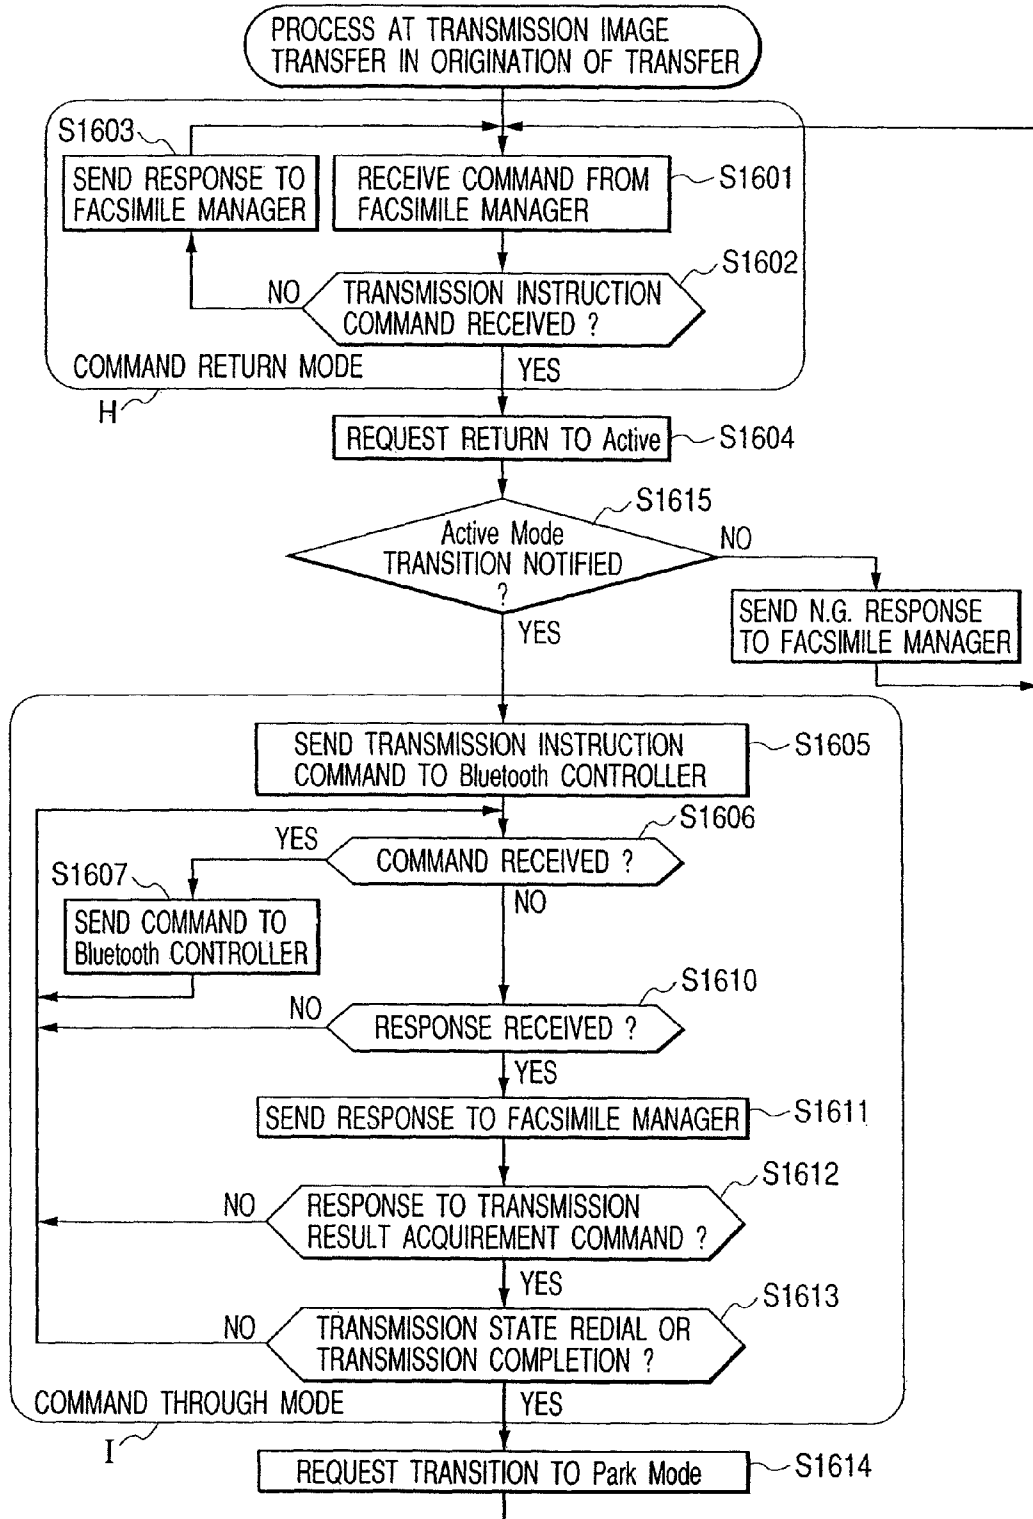 PROCESS AT TRANSMISSION IMAGE
TRANSFER IN ORIGINATION OF TRANSFER
S1603
SEND RESPONSE TO
FACSIMILE MANAGER
RECEIVE COMMAND FROM
FACSIMILE MANAGER
S1601
S1602
NO
TRANSMISSION INSTRUCTION
COMMAND RECEIVED ?
COMMAND RETURN MODE
YES
H
REQUEST RETURN TO Active
S1604
S1615
Active Mode
TRANSITION NOTIFIED
?
NO
YES
SEND N.G. RESPONSE
TO FACSIMILE MANAGER
SEND TRANSMISSION INSTRUCTION
COMMAND TO Bluetooth CONTROLLER
S1605
S1606
YES
COMMAND RECEIVED ?
S1607
NO
SEND COMMAND TO
Bluetooth CONTROLLER
S1610
NO
RESPONSE RECEIVED ?
YES
SEND RESPONSE TO FACSIMILE MANAGER
S1611
S1612
NO
RESPONSE TO TRANSMISSION
RESULT ACQUIREMENT COMMAND ?
YES
S1613
NO
TRANSMISSION STATE REDIAL OR
TRANSMISSION COMPLETION ?
COMMAND THROUGH MODE
YES
I
REQUEST TRANSITION TO Park Mode
S1614